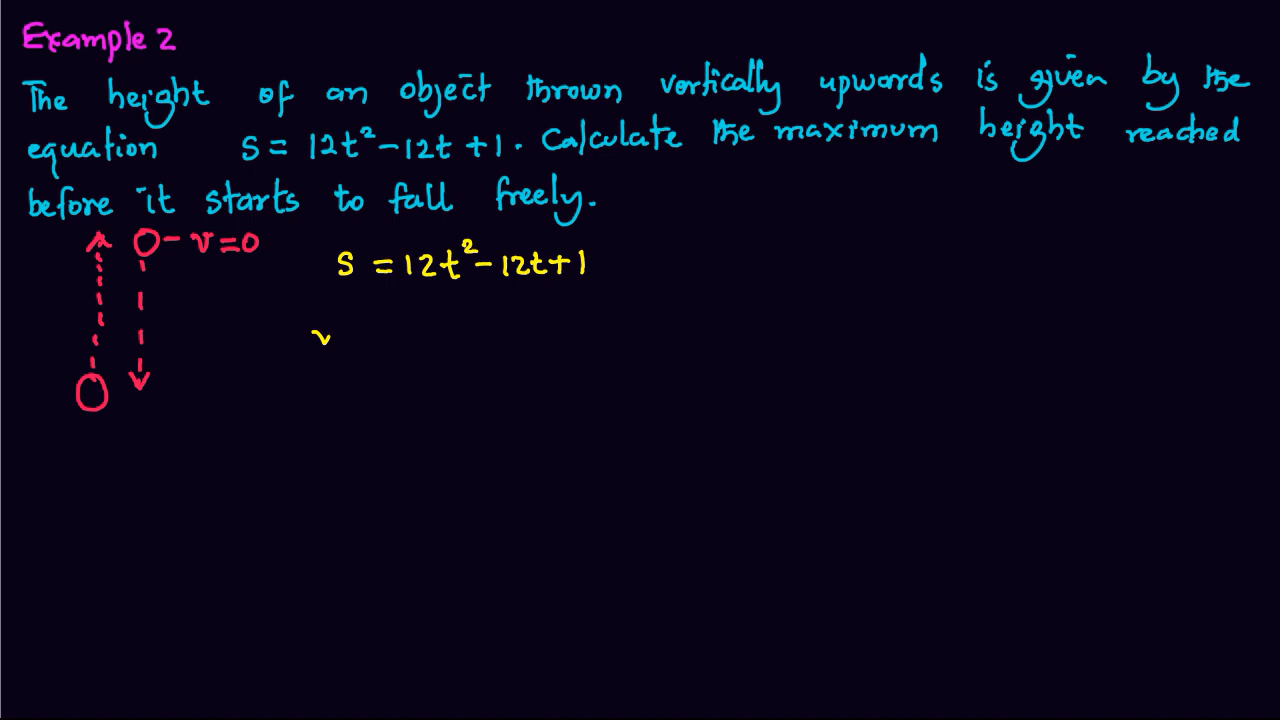 Example 2
The height of an object thrown vertically upwards is given by the
equation S = 12t² - 12t + 1. Calculate the maximum height reached
before it starts to fall freely.
v = 0
S = 12t² - 12t + 1
v